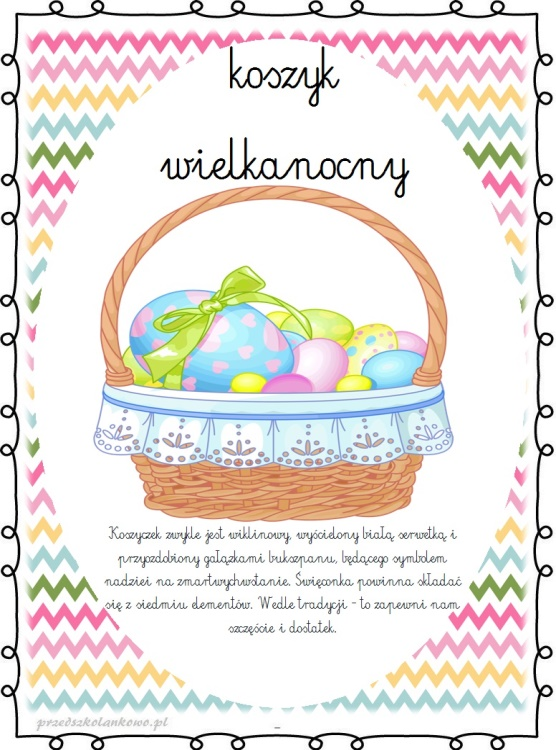 koszyk
wielkanocny
Koszyczek zwykle jest wiklinowy, wyścielony białą serwetką i
przyozdobiony gałązkami bukszpanu, będącego symbolem
nadziei na zmartwychwstanie. Święconka powinna składać
się z siedmiu elementów. Wedle tradycji - to zapewni nam
szczęście i dostatek.
przedszkolankowo.pl